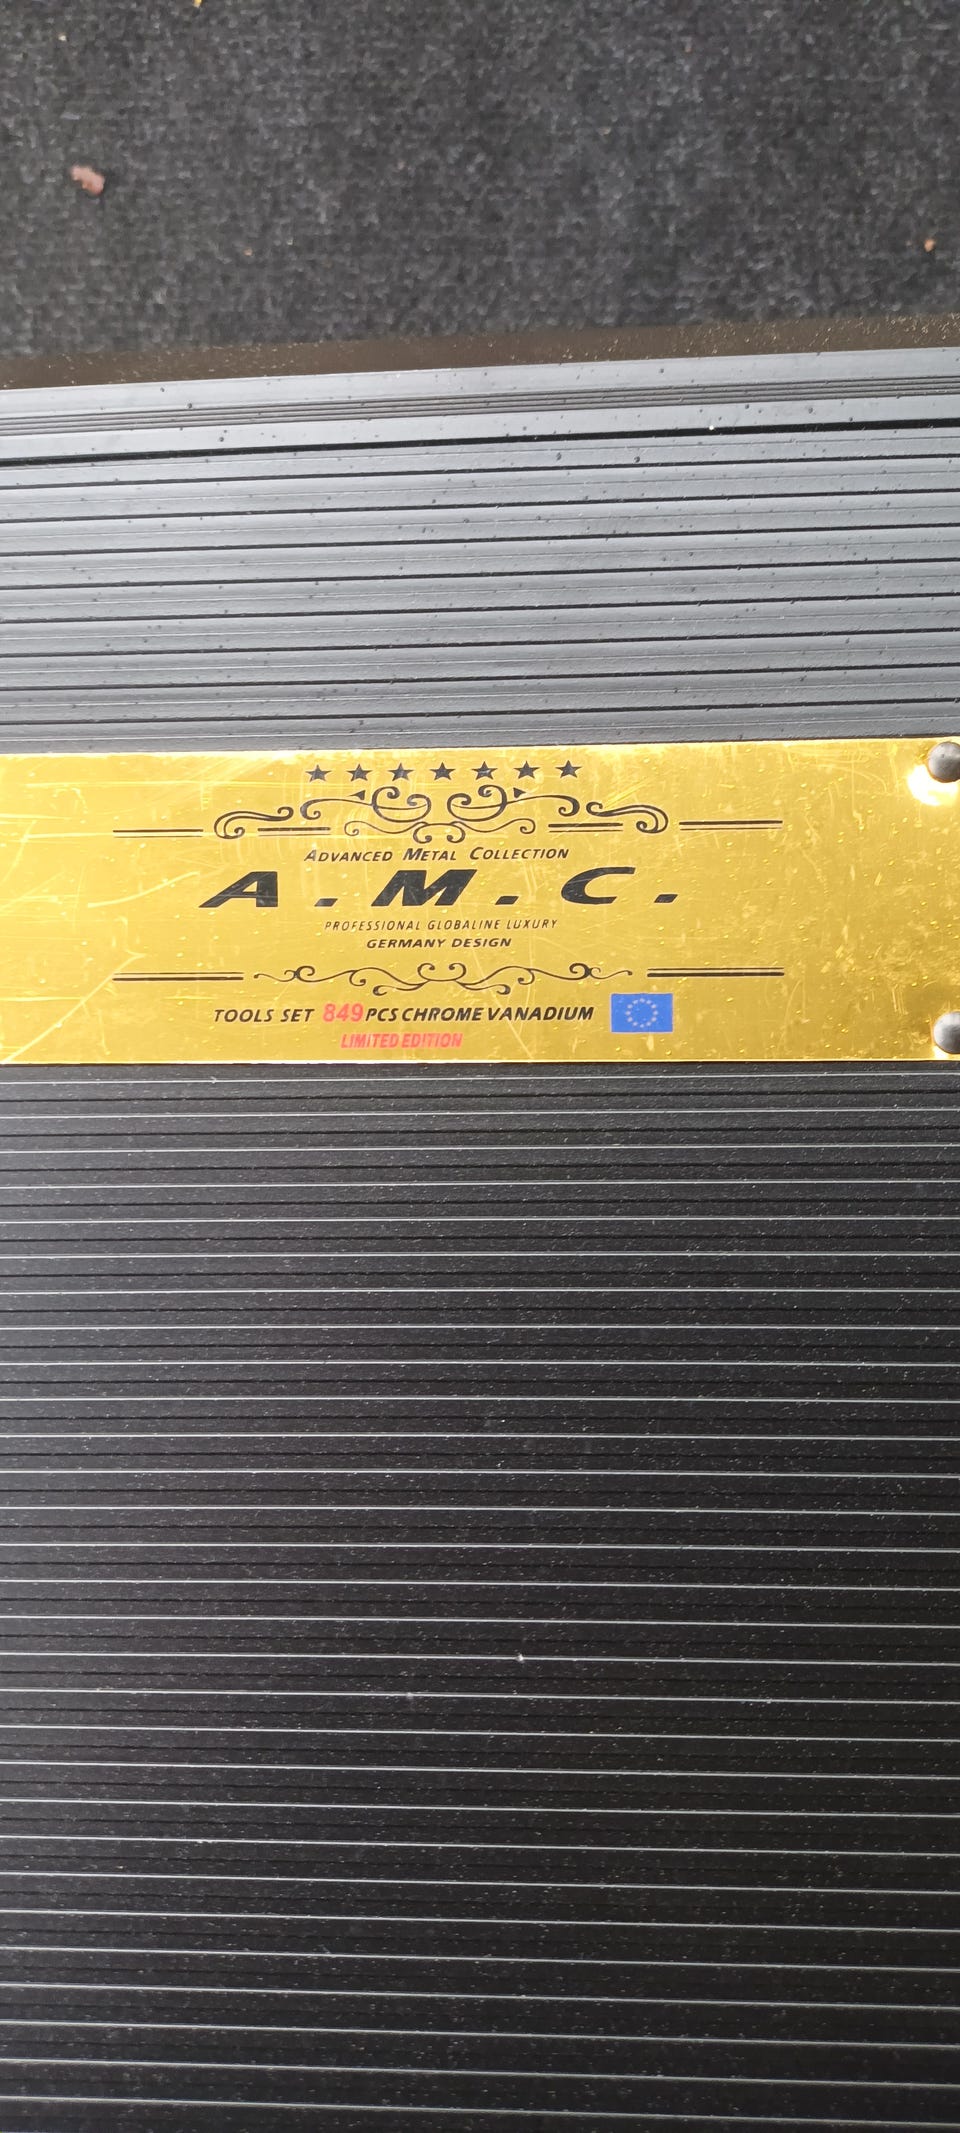 ADVANCED METAL COLLECTION
A.M.C.
PROFESSIONAL GLOBALINE LUXURY
GERMANY DESIGN
TOOLS SET 849 PCS CHROME VANADIUM
LIMITED EDITION